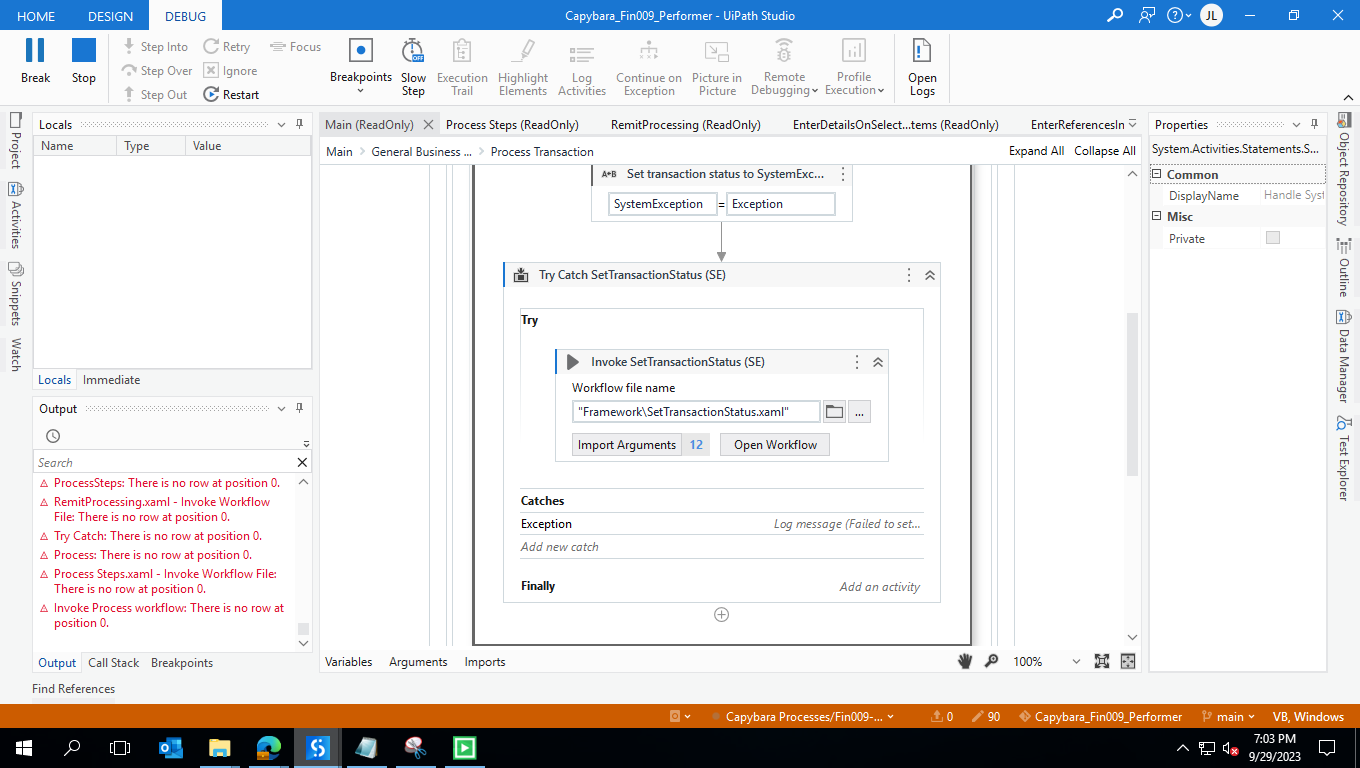 HOME DESIGN DEBUG Capybara_Fin009_Performer - UiPath Studio JL
Break Stop Step Into Retry Focus
Step Over Ignore
Step Out Restart
Breakpoints Slow Step Execution Trail Highlight Elements Log Activities Continue on Exception Picture in Picture Remote Debugging Profile Execution Open Logs
Project
Activities
Snippets
Watch
Locals
Name Type Value
Locals Immediate
Output
Search
ProcessSteps: There is no row at position 0.
RemitProcessing.xaml - Invoke Workflow
File: There is no row at position 0.
Try Catch: There is no row at position 0.
Process: There is no row at position 0.
Process Steps.xaml - Invoke Workflow File:
There is no row at position 0.
Invoke Process workflow: There is no row at
position 0.
Output Call Stack Breakpoints
Find References
Main (ReadOnly) Process Steps (ReadOnly) RemitProcessing (ReadOnly) EnterDetailsOnSelect...tems (ReadOnly) EnterReferencesIn
Main General Business ... Process Transaction Expand All Collapse All
A+B Set transaction status to SystemExc...
SystemException = Exception
Try Catch SetTransactionStatus (SE)
Try
Invoke SetTransactionStatus (SE)
Workflow file name
"Framework\SetTransactionStatus.xaml" ...
Import Arguments 12 Open Workflow
Catches
Exception Log message (Failed to set...
Add new catch
Finally Add an activity
Variables Arguments Imports 100%
Properties
System.Activities.Statements.S...
Common
DisplayName Handle Syst
Misc
Private
Object Repository
Outline
Data Manager
Test Explorer
Capybara Processes/Fin009-... 0 90 Capybara_Fin009_Performer main VB, Windows
7:03 PM
9/29/2023